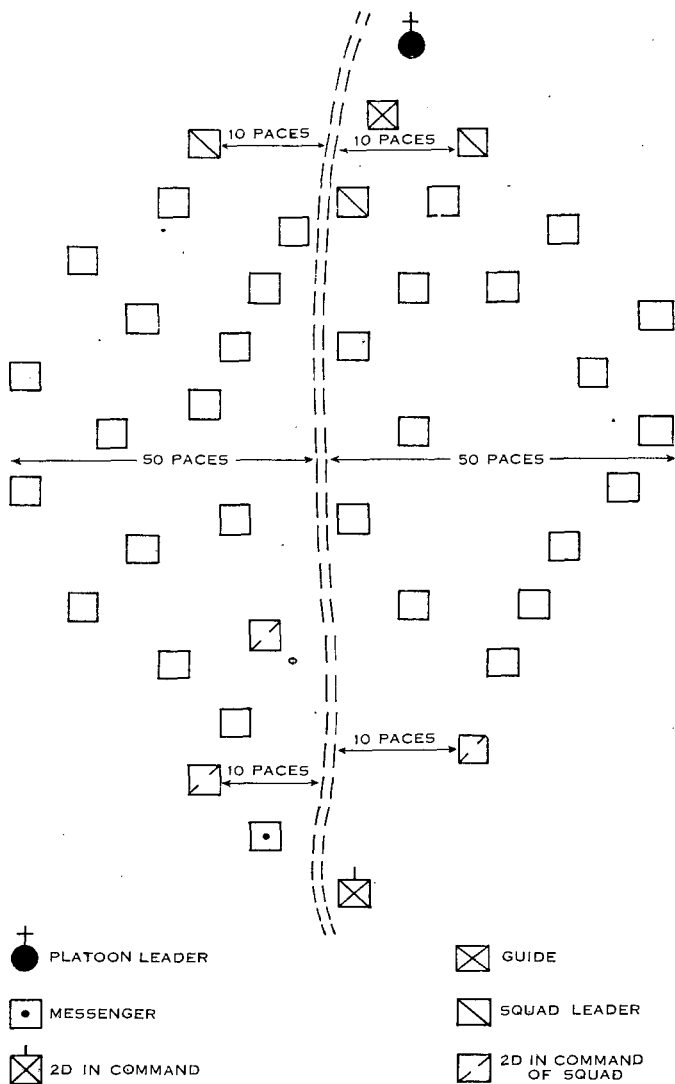 10 PACES
10 PACES
50 PACES
50 PACES
10 PACES
10 PACES
PLATOON LEADER
GUIDE
MESSENGER
SQUAD LEADER
2D IN COMMAND
2D IN COMMAND
OF SQUAD